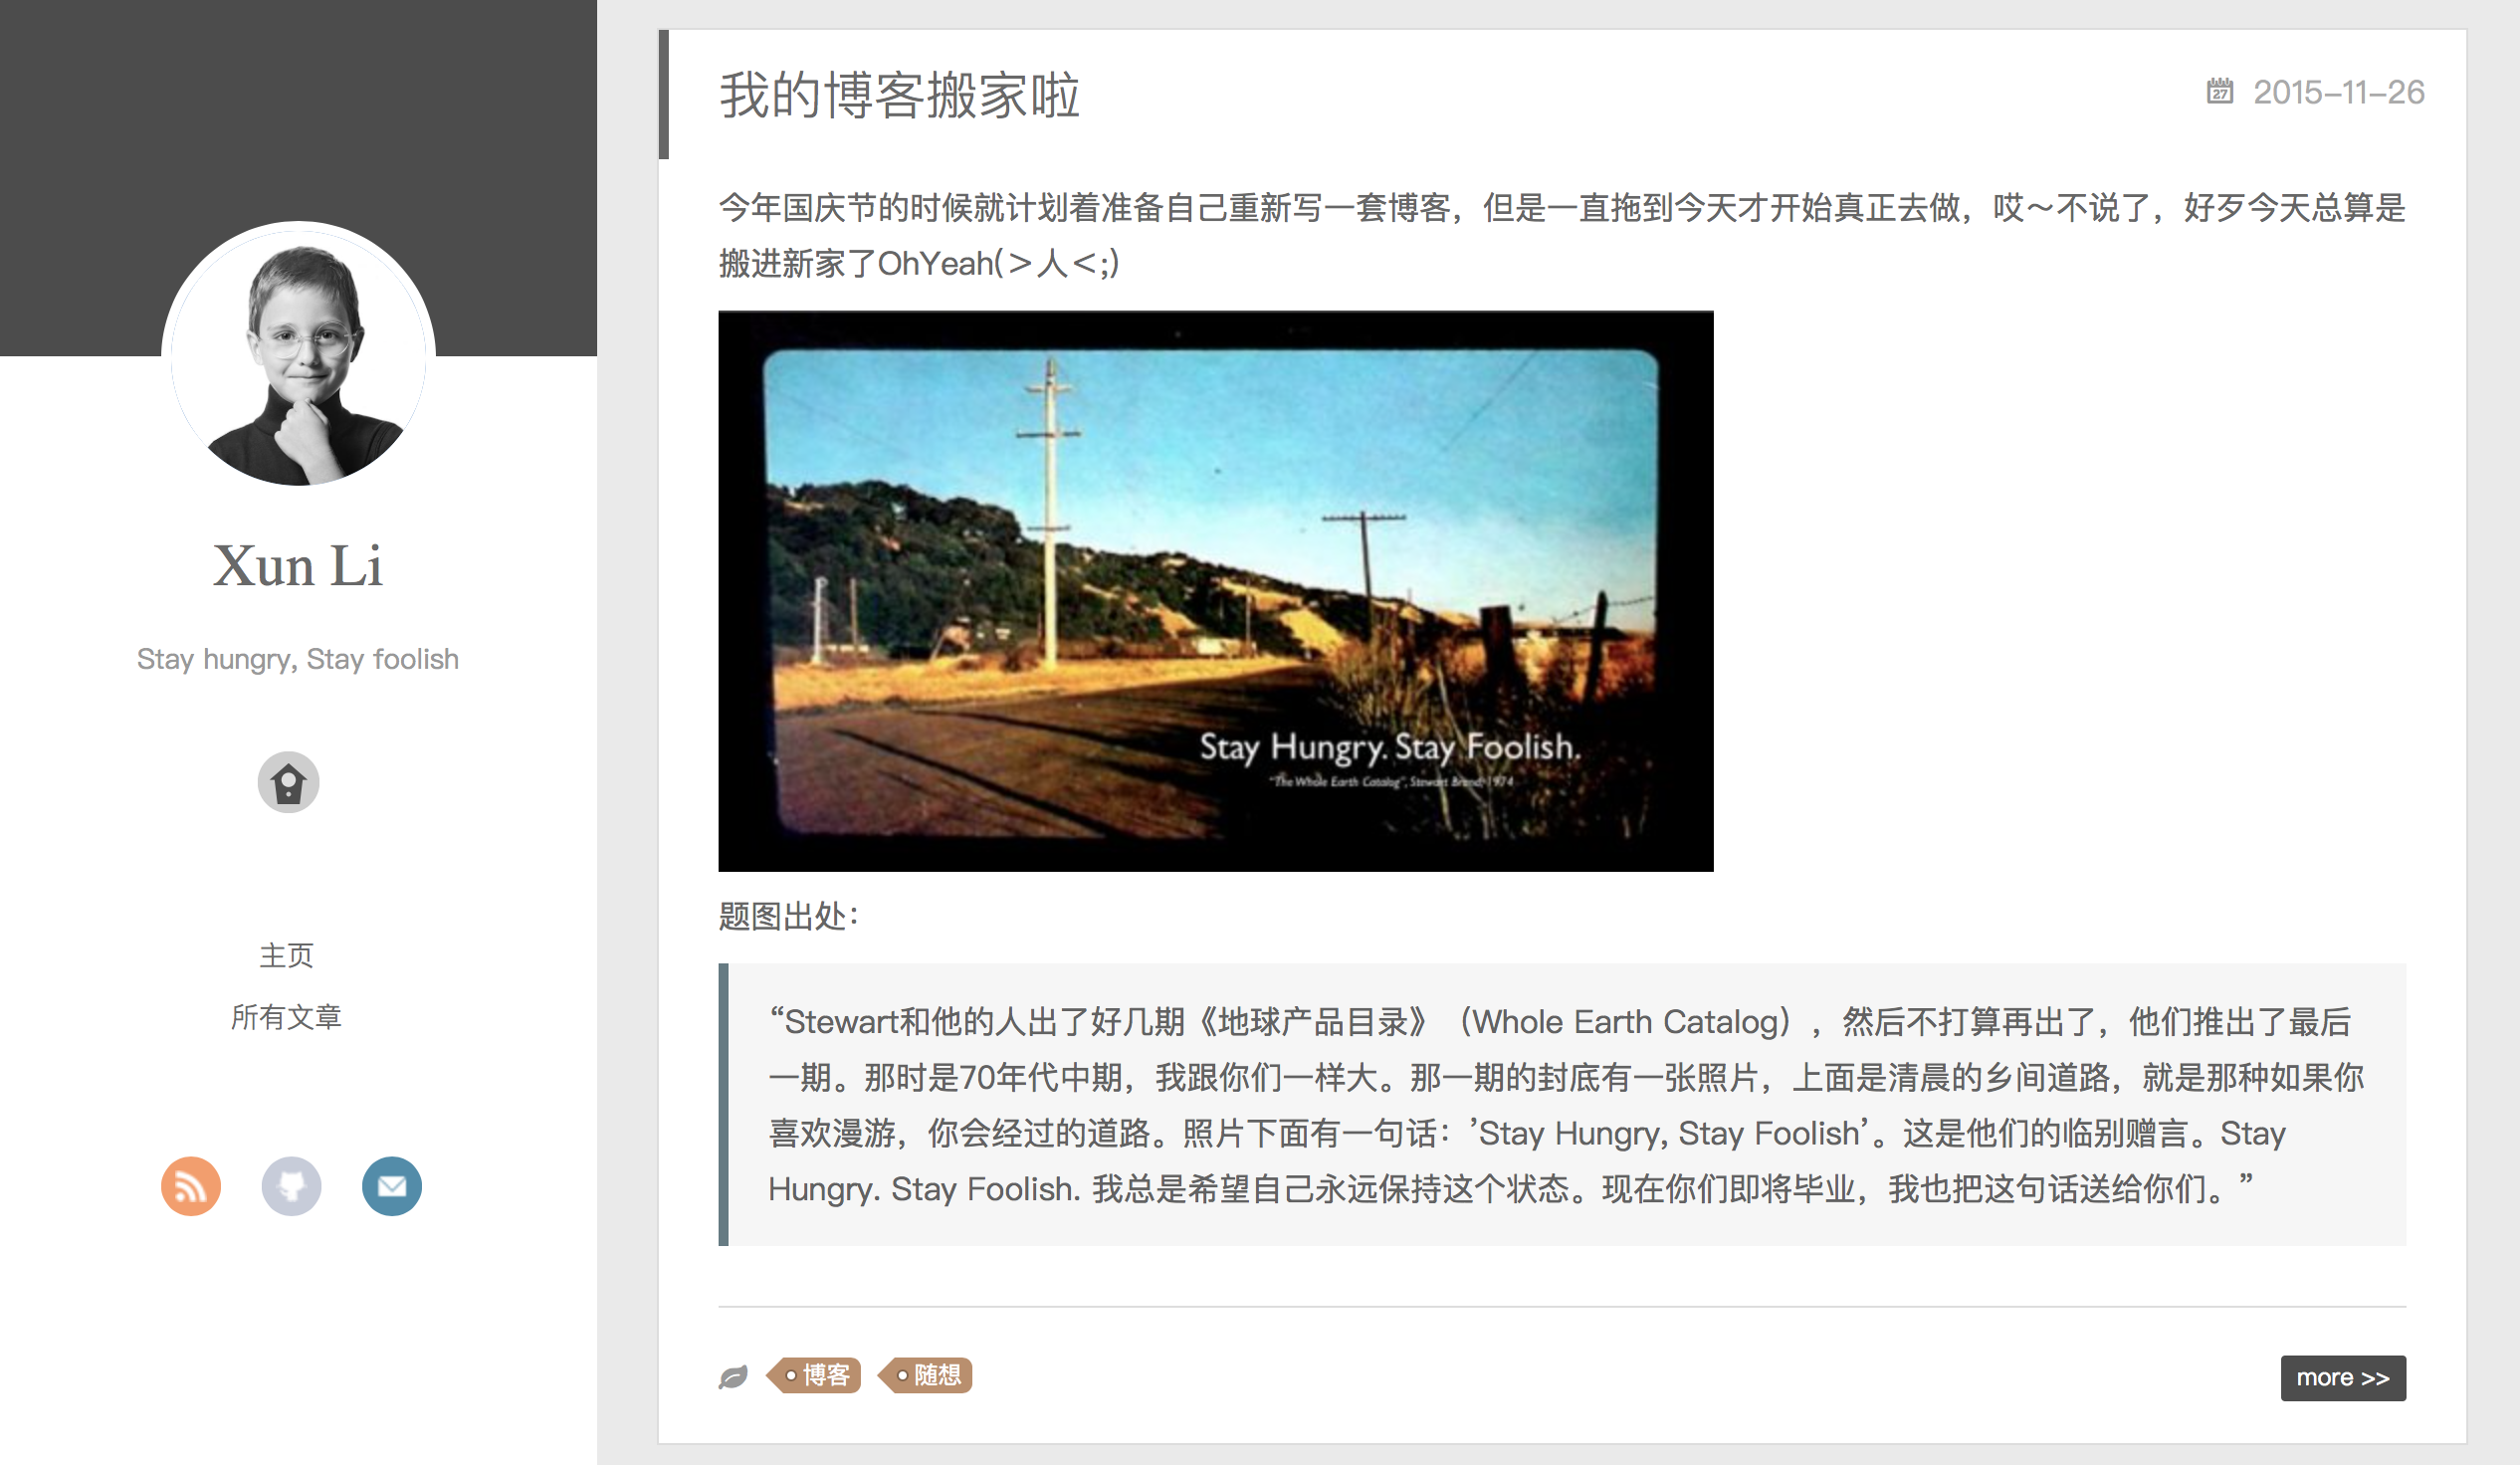 Xun Li
Stay hungry, Stay foolish
主页
所有文章
我的博客搬家啦
27
2015-11-26
今年国庆节的时候就计划着准备自己重新写一套博客，但是一直拖到今天才开始真正去做，哎～不说了，好歹今天总算是
搬进新家了OhYeah(＞人＜;)
Stay Hungry. Stay Foolish.
"The Whole Earth Catalog", Stewart Brand, 1974
题图出处：
“Stewart和他的人出了好几期《地球产品目录》（Whole Earth Catalog），然后不打算再出了，他们推出了最后
一期。那时是70年代中期，我跟你们一样大。那一期的封底有一张照片，上面是清晨的乡间道路，就是那种如果你
喜欢漫游，你会经过的道路。照片下面有一句话：’Stay Hungry, Stay Foolish’。这是他们的临别赠言。Stay
Hungry. Stay Foolish. 我总是希望自己永远保持这个状态。现在你们即将毕业，我也把这句话送给你们。”
博客
随想
more >>